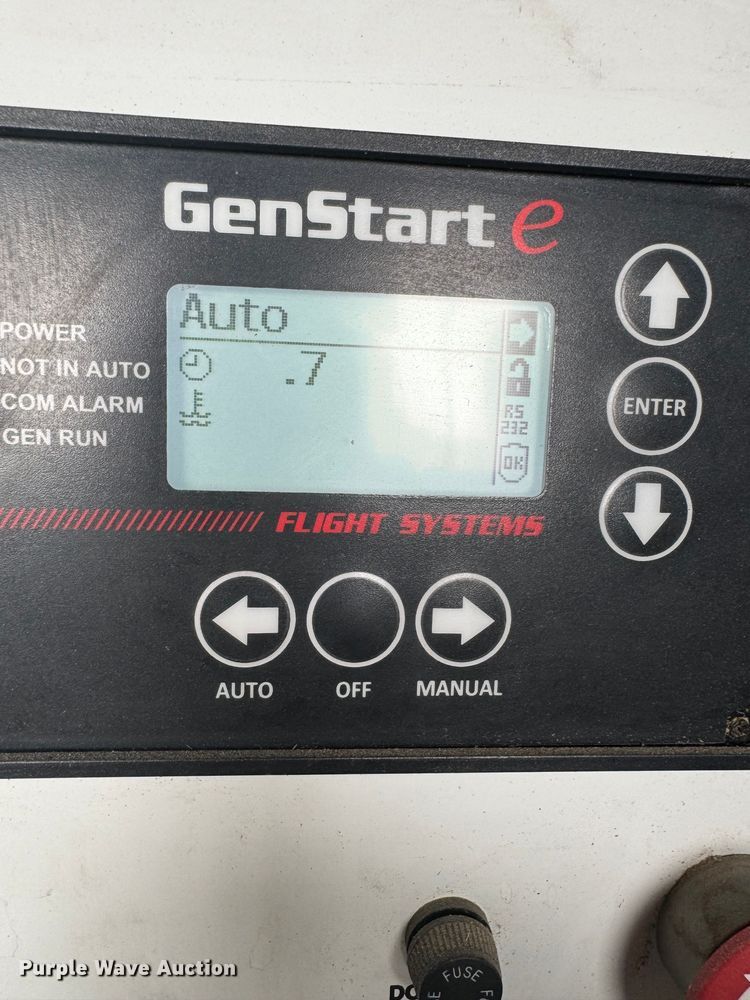 GenStart e
Auto
POWER
.7
NOT IN AUTO
COM ALARM
ENTER
RS
232
GEN RUN
OK
FLIGHT SYSTEMS
AUTO
OFF
MANUAL
Purple Wave Auction
FUSE